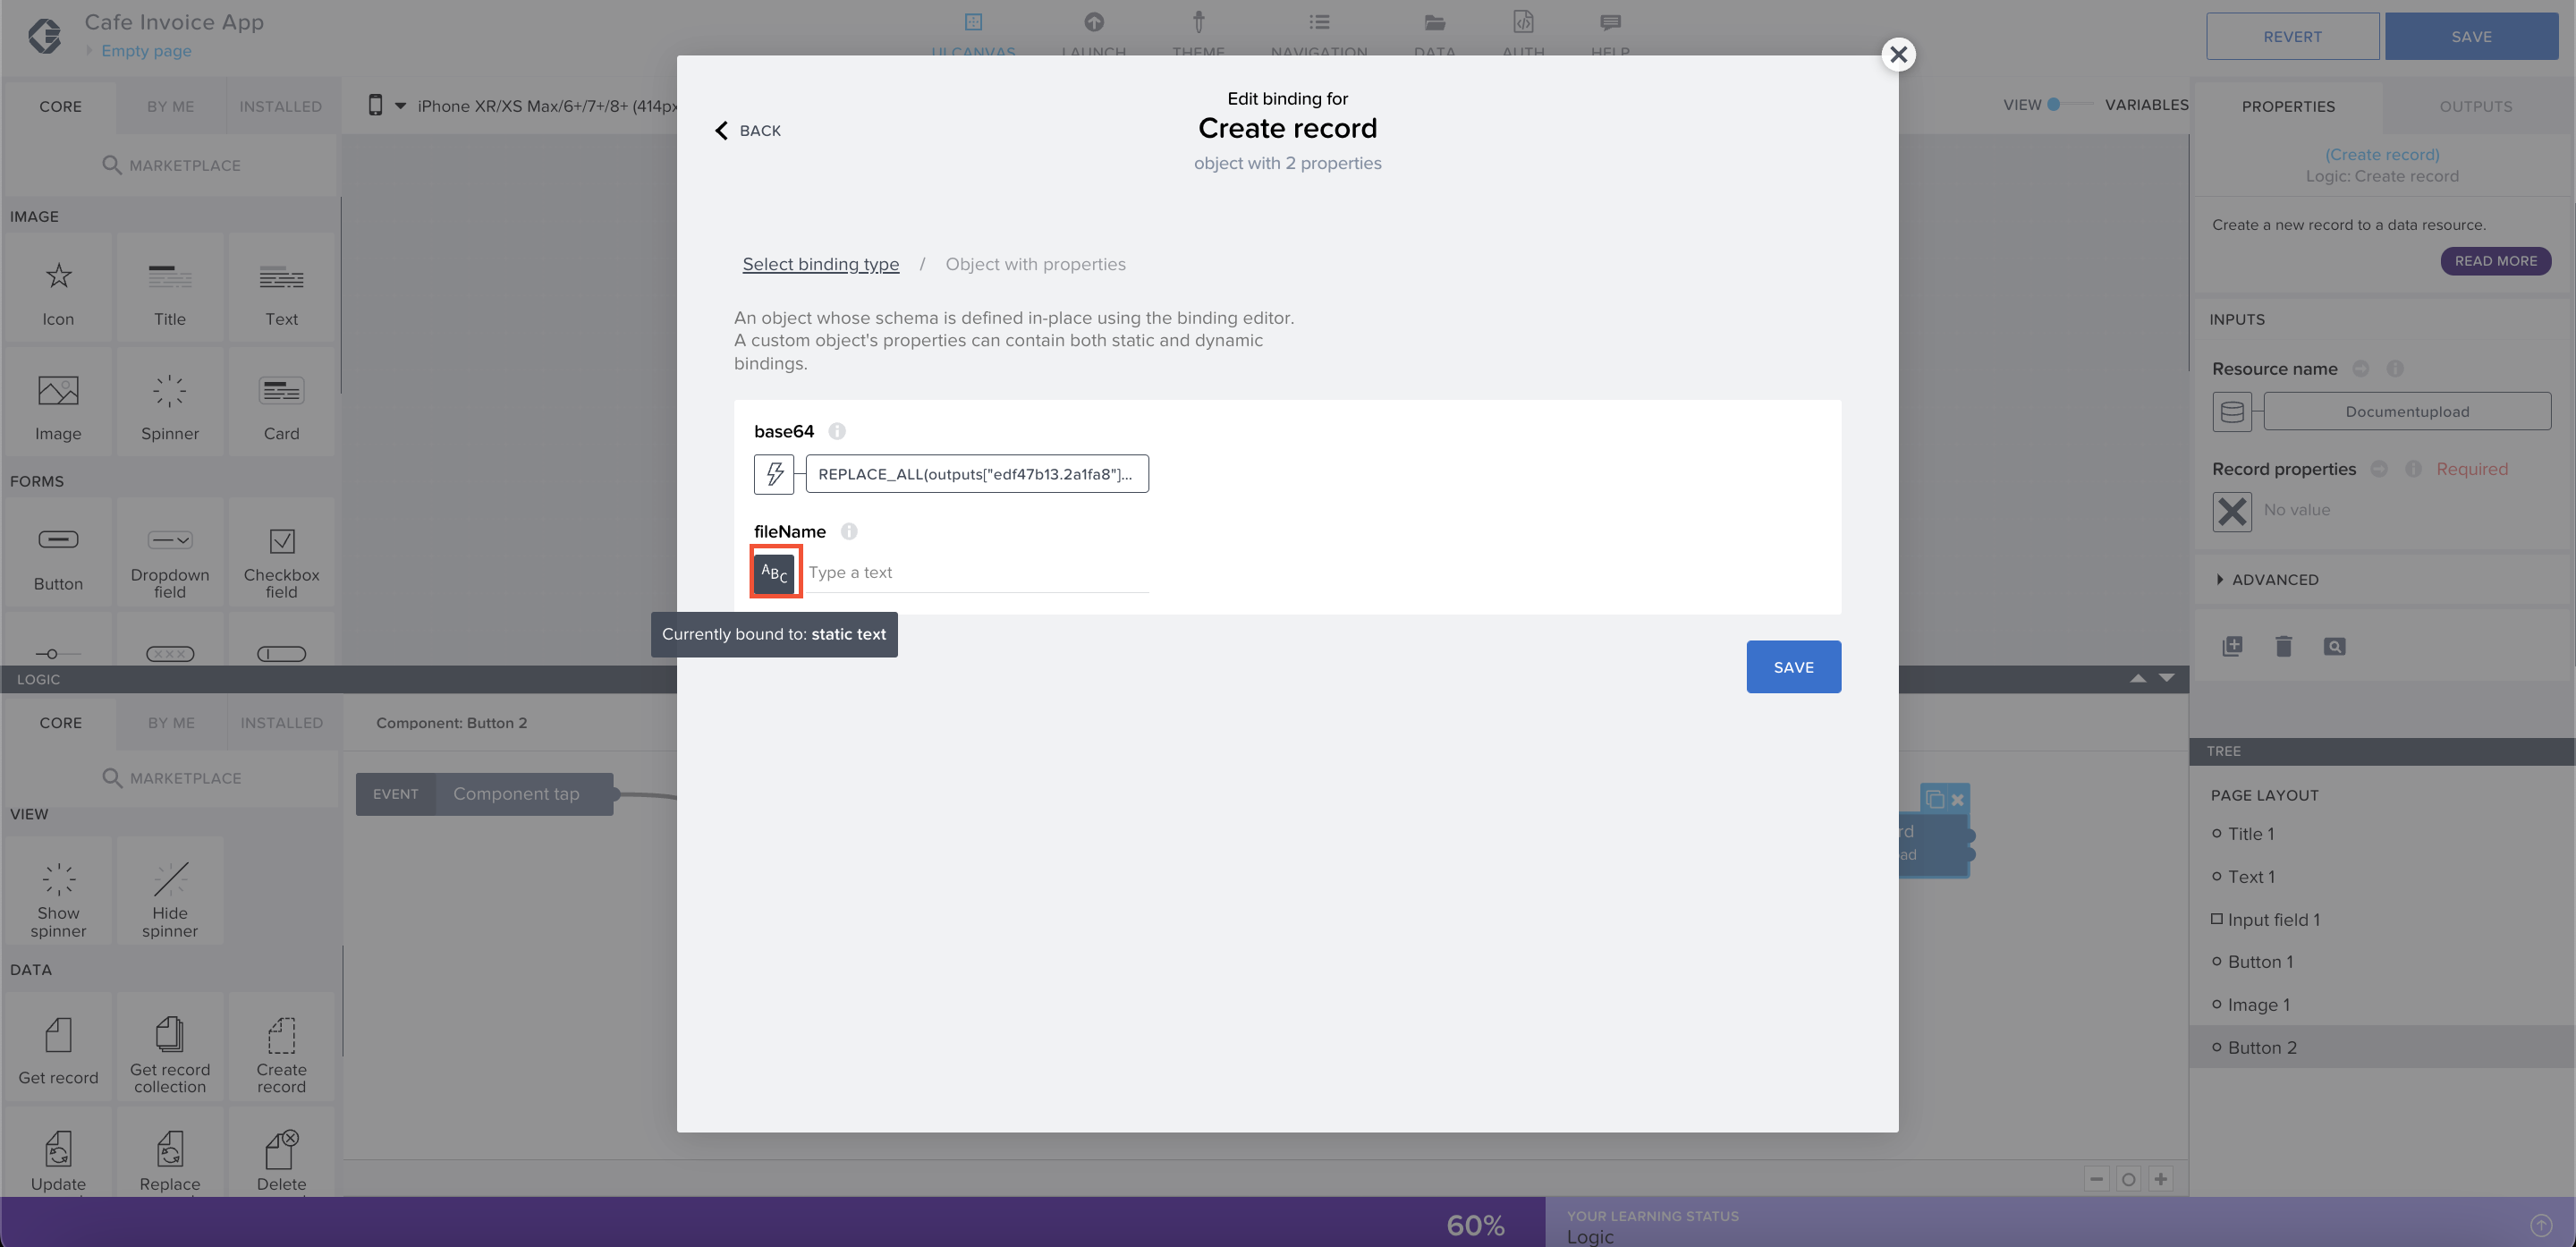 Cafe Invoice App
Empty page
UI CANVAS
LAUNCH
THEME
NAVIGATION
DATA
AUTH
HELP
REVERT
SAVE
CORE
BY ME
INSTALLED
iPhone XR/XS Max/6+/7+/8+ (414px
VIEW
VARIABLES
PROPERTIES
OUTPUTS
MARKETPLACE
IMAGE
Icon
Title
Text
Image
Spinner
Card
FORMS
Button
Dropdown
field
Checkbox
field
Edit binding for
BACK
Create record
object with 2 properties
Select binding type / Object with properties
An object whose schema is defined in-place using the binding editor.
A custom object's properties can contain both static and dynamic
bindings.
base64
REPLACE_ALL(outputs["edf47b13.2a1fa8"]...
fileName
ABC
Type a text
Currently bound to: static text
SAVE
(Create record)
Logic: Create record
Create a new record to a data resource.
READ MORE
INPUTS
Resource name
Documentupload
Record properties
Required
No value
ADVANCED
LOGIC
CORE
BY ME
INSTALLED
Component: Button 2
MARKETPLACE
EVENT
Component tap
VIEW
Show
spinner
Hide
spinner
DATA
Get record
Get record
collection
Create
record
Update
Replace
Delete
rd
ad
TREE
PAGE LAYOUT
Title 1
Text 1
Input field 1
Button 1
Image 1
Button 2
60%
YOUR LEARNING STATUS
Logic